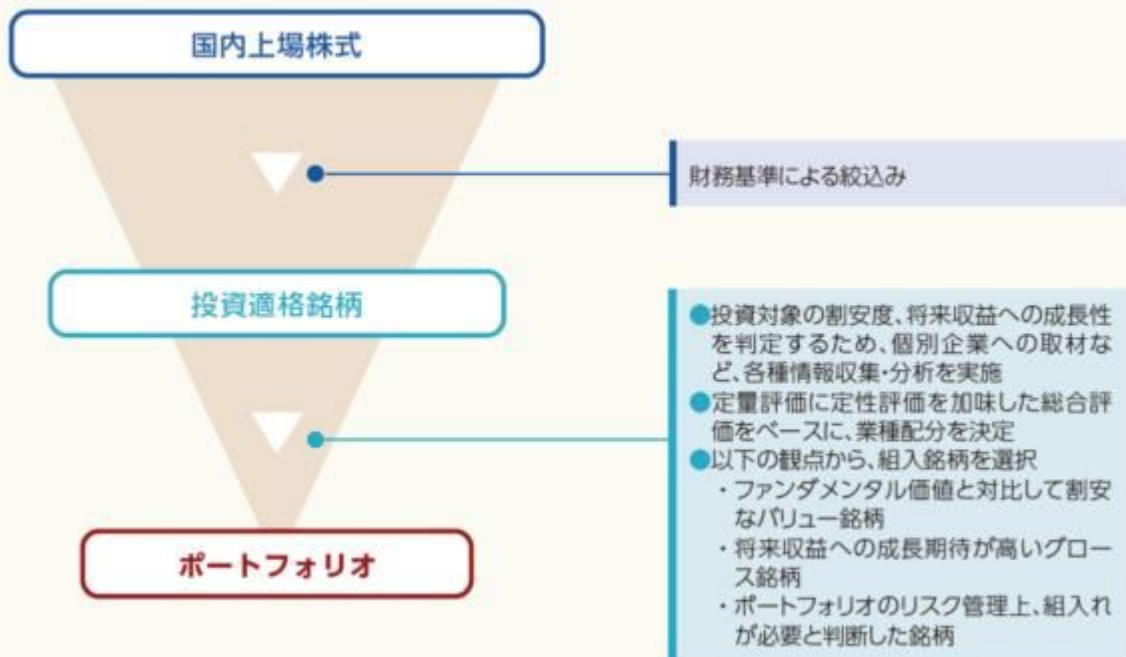 国内上場株式
財務基準による絞込み
投資適格銘柄
●投資対象の割安度、将来収益への成長性
を判定するため、個別企業への取材な
ど、各種情報収集・分析を実施
●定量評価に定性評価を加味した総合評
価をベースに、業種配分を決定
●以下の観点から、組入銘柄を選択
・ファンダメンタル価値と対比して割安
なバリュー銘柄
・将来収益への成長期待が高いグロー
ス銘柄
・ポートフォリオのリスク管理上、組入れ
が必要と判断した銘柄
ポートフォリオ